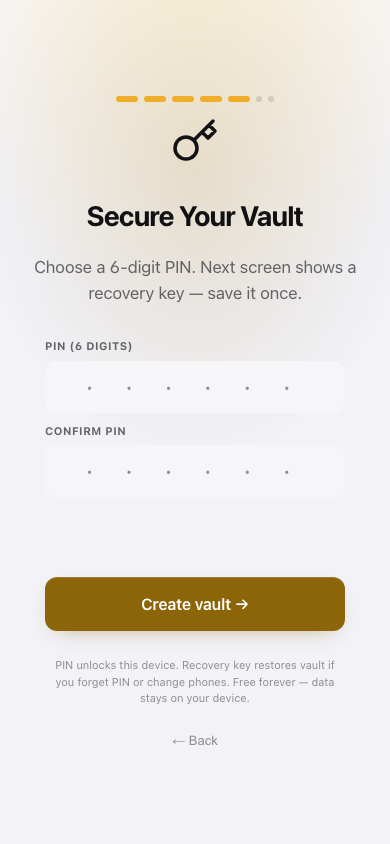 Secure Your Vault
Choose a 6-digit PIN. Next screen shows a
recovery key — save it once.
PIN (6 DIGITS)
CONFIRM PIN
Create vault →
PIN unlocks this device. Recovery key restores vault if
you forget PIN or change phones. Free forever — data
stays on your device.
← Back